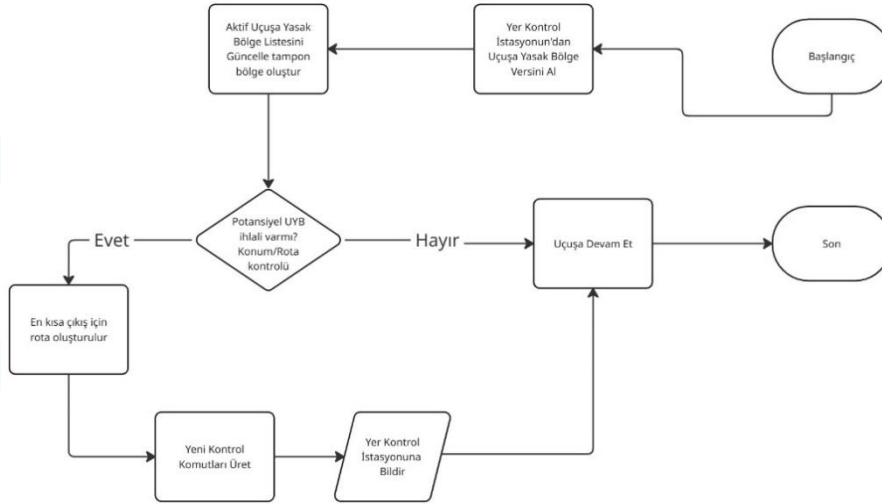 Başlangıç
Yer Kontrol
İstasyonun'dan
Uçuşa Yasak Bölge
Versini Al
Aktif Uçuşa Yasak
Bölge Listesini
Güncelle tampon
bölge oluştur
Potansiyel UYB
ihlali varmı?
Konum/Rota
kontrolü
Evet
Hayır
En kısa çıkış için
rota oluşturulur
Yeni Kontrol
Komutları Üret
Yer Kontrol
İstasyonuna
Bildir
Uçuşa Devam Et
Son